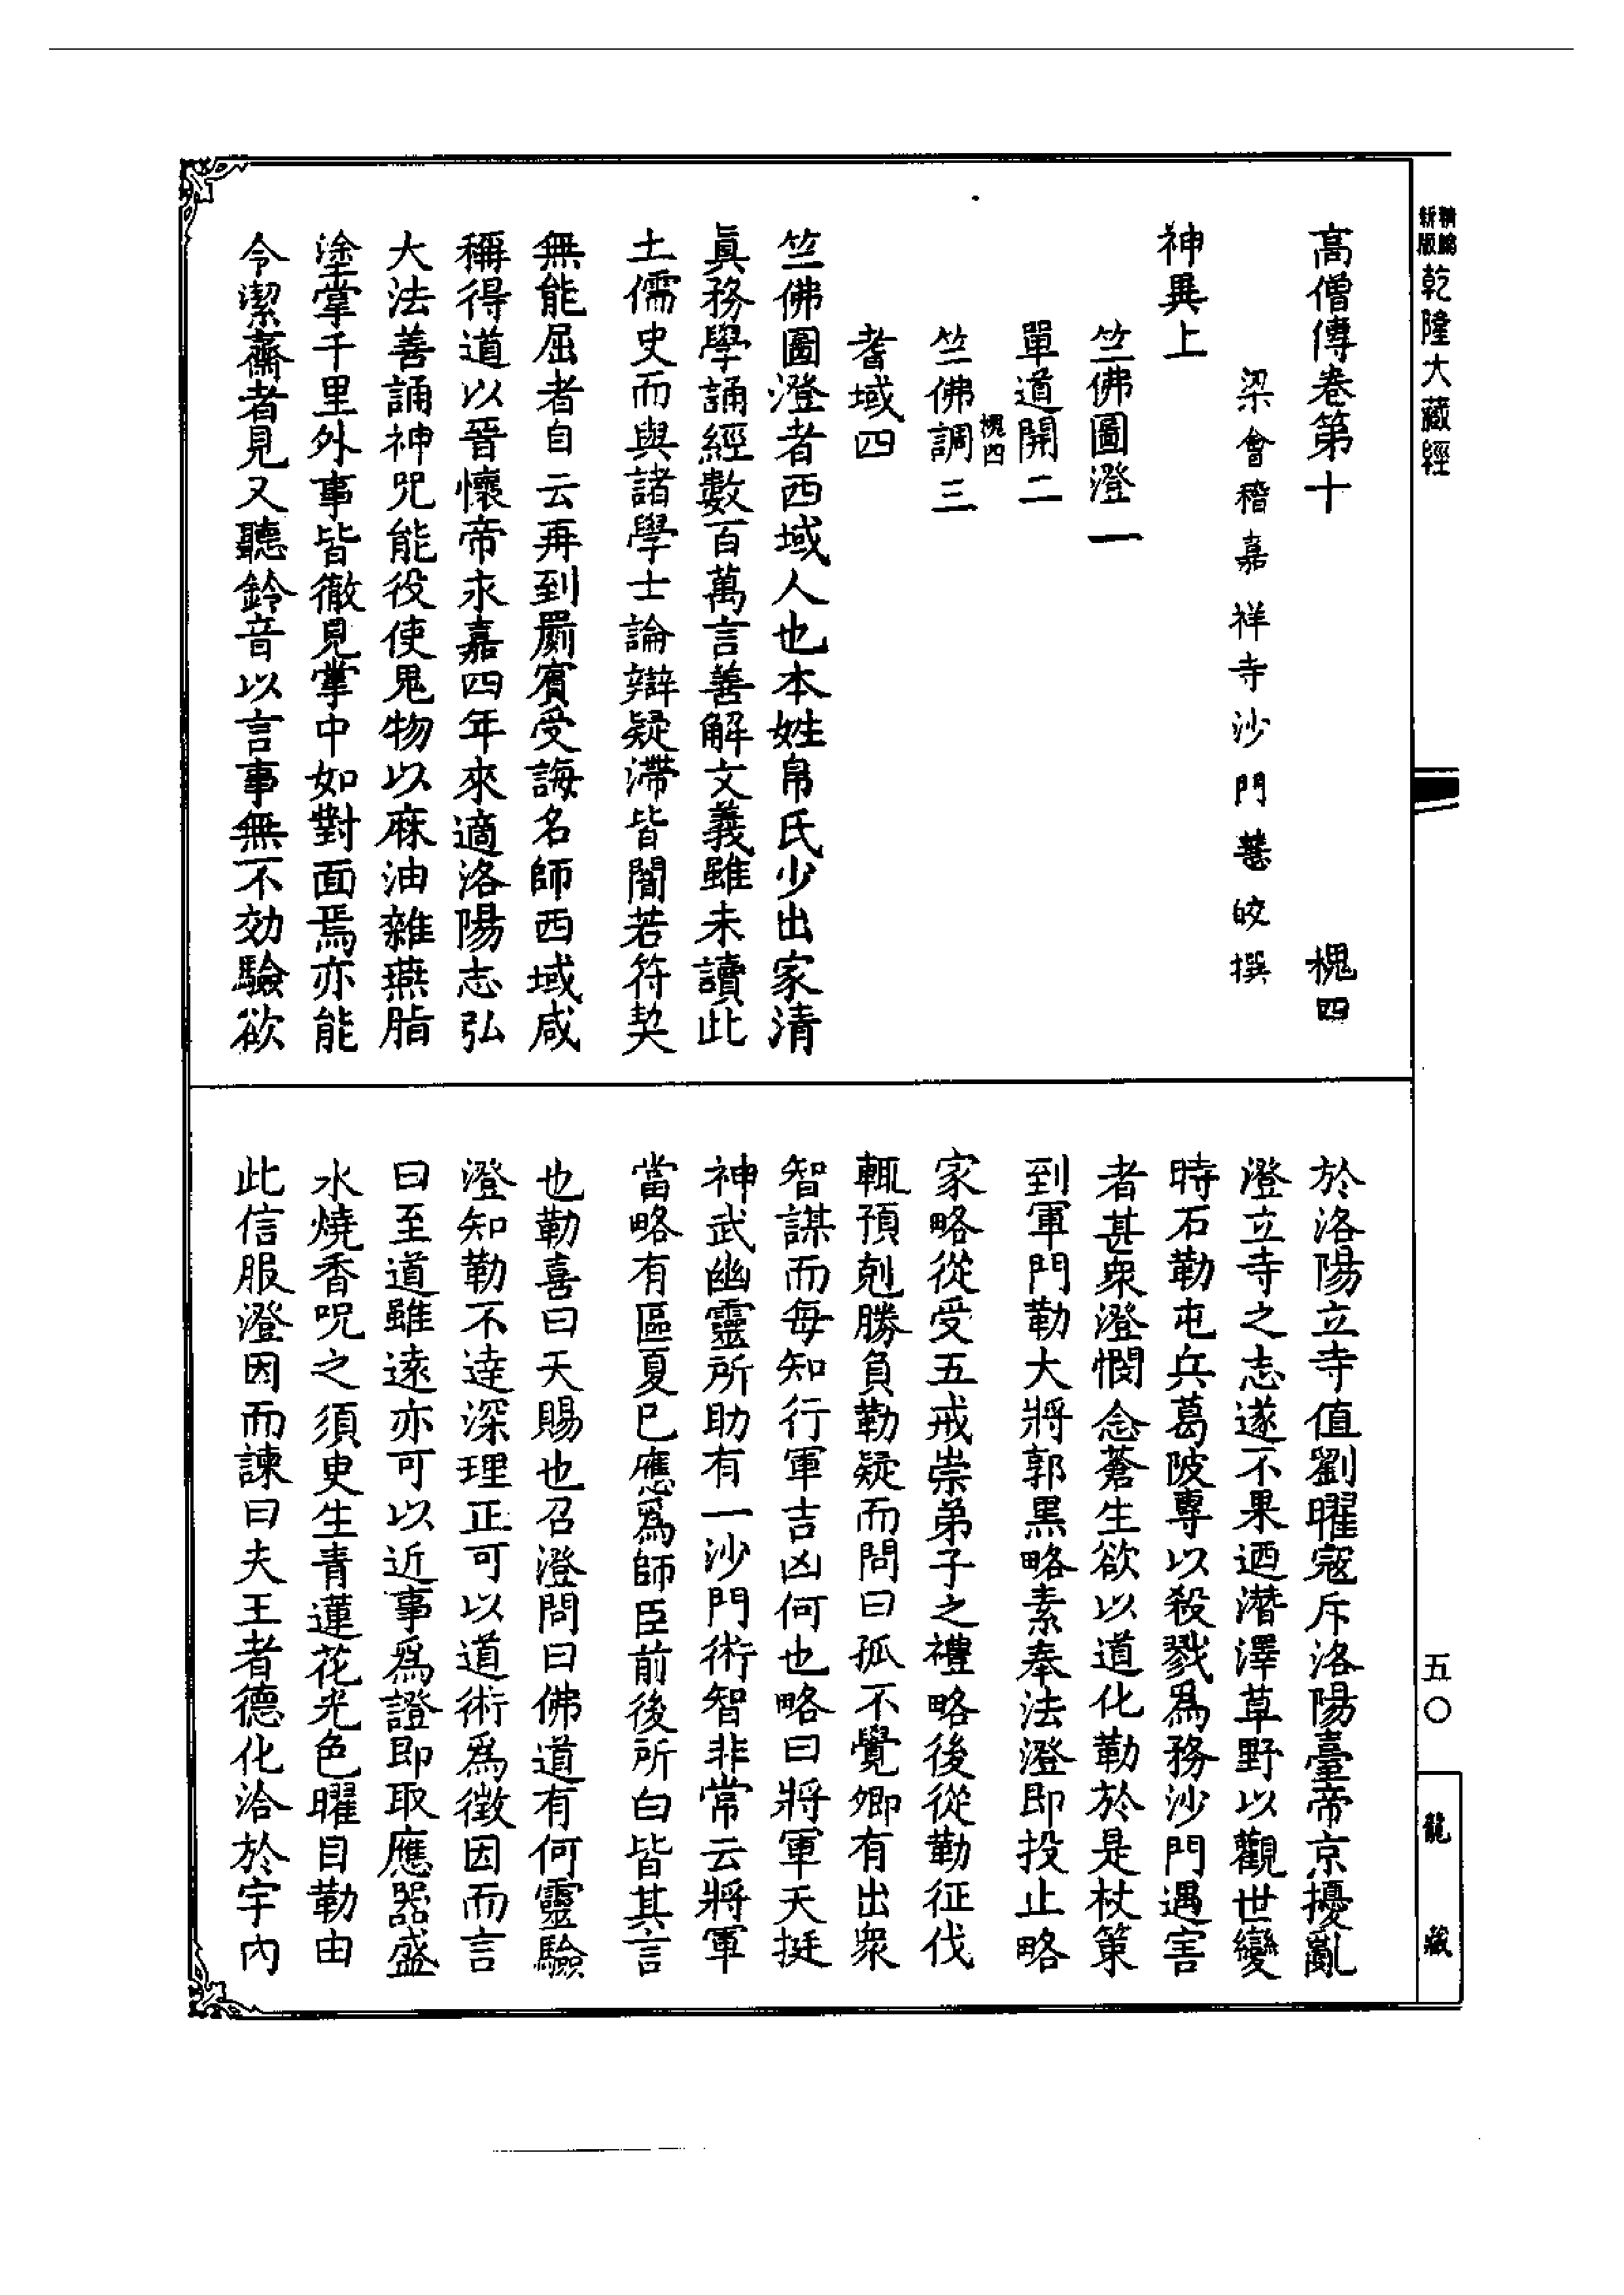 精縮
新版
乾隆大藏經
五〇
龍藏
高僧傳卷第十 槐四
梁會稽嘉祥寺沙門慧皎撰
神異上
竺佛圖澄一
單道開二
槐四
竺佛調三
耆域四
竺佛圖澄者西域人也本姓帛氏少出家清
眞務學誦經數百萬言善解文義雖未讀此
土儒史而與諸學士論辯疑滯皆闇若符契
無能屈者自云再到罽賓受誨名師西域咸
稱得道以晉懷帝永嘉四年來適洛陽志弘
大法善誦神咒能役使鬼物以麻油雜燕脂
塗掌千里外事皆徹見掌中如對面焉亦能
令潔齋者見又聽鈴音以言事無不効驗欲
於洛陽立寺值劉曜寇斥洛陽臺帝京擾亂
澄立寺之志遂不果迺潛澤草野以觀世變
時石勒屯兵葛陂專以殺戮爲務沙門遇害
者甚衆澄憫念蒼生欲以道化勒於是杖策
到軍門勒大將郭黑略素奉法澄即投止略
家略從受五戒崇弟子之禮略後從勒征伐
輒預剋勝負勒疑而問曰孤不覺卿有出衆
智謀而每知行軍吉凶何也略曰將軍天挺
神武幽靈所助有一沙門術智非常云將軍
當略有區夏已應爲師臣前後所白皆其言
也勒喜曰天賜也召澄問曰佛道有何靈驗
澄知勒不達深理正可以道術爲徵因而言
曰至道雖遠亦可以近事爲證即取應器盛
水燒香呪之須臾生青蓮花光色曜目勒由
此信服澄因而諫曰夫王者德化洽於宇內